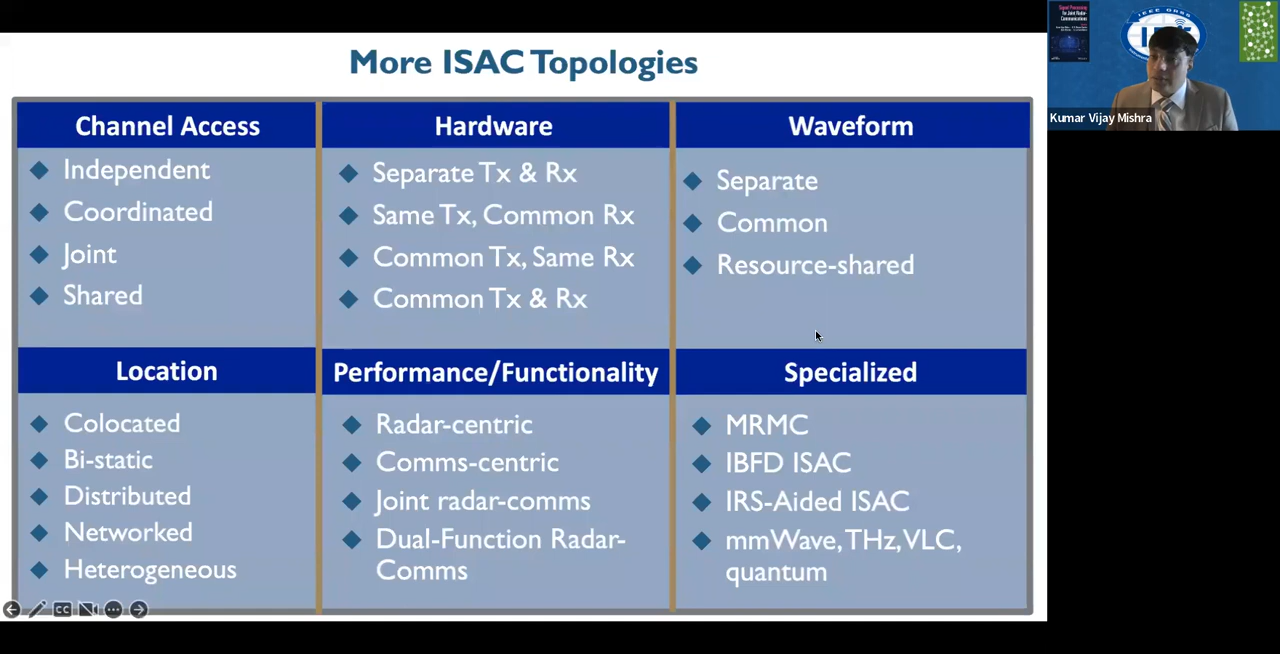 More ISAC Topologies
Channel Access
Independent
Coordinated
Joint
Shared
Hardware
Separate Tx & Rx
Same Tx, Common Rx
Common Tx, Same Rx
Common Tx & Rx
Waveform
Separate
Common
Resource-shared
Location
Colocated
Bi-static
Distributed
Networked
Heterogeneous
Performance/Functionality
Radar-centric
Comms-centric
Joint radar-comms
Dual-Function Radar-
Comms
Specialized
MRMC
IBFD ISAC
IRS-Aided ISAC
mmWave, THz, VLC,
quantum
CC
Kumar Vijay Mishra